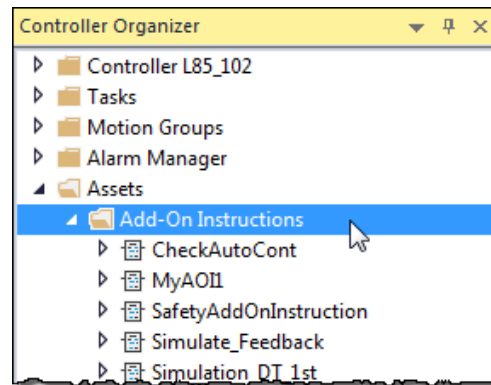 Controller Organizer
Controller L85_102
Tasks
Motion Groups
Alarm Manager
Assets
Add-On Instructions
CheckAutoCont
MyAOI1
SafetyAddOnInstruction
Simulate_Feedback
Simulation_DT_1st